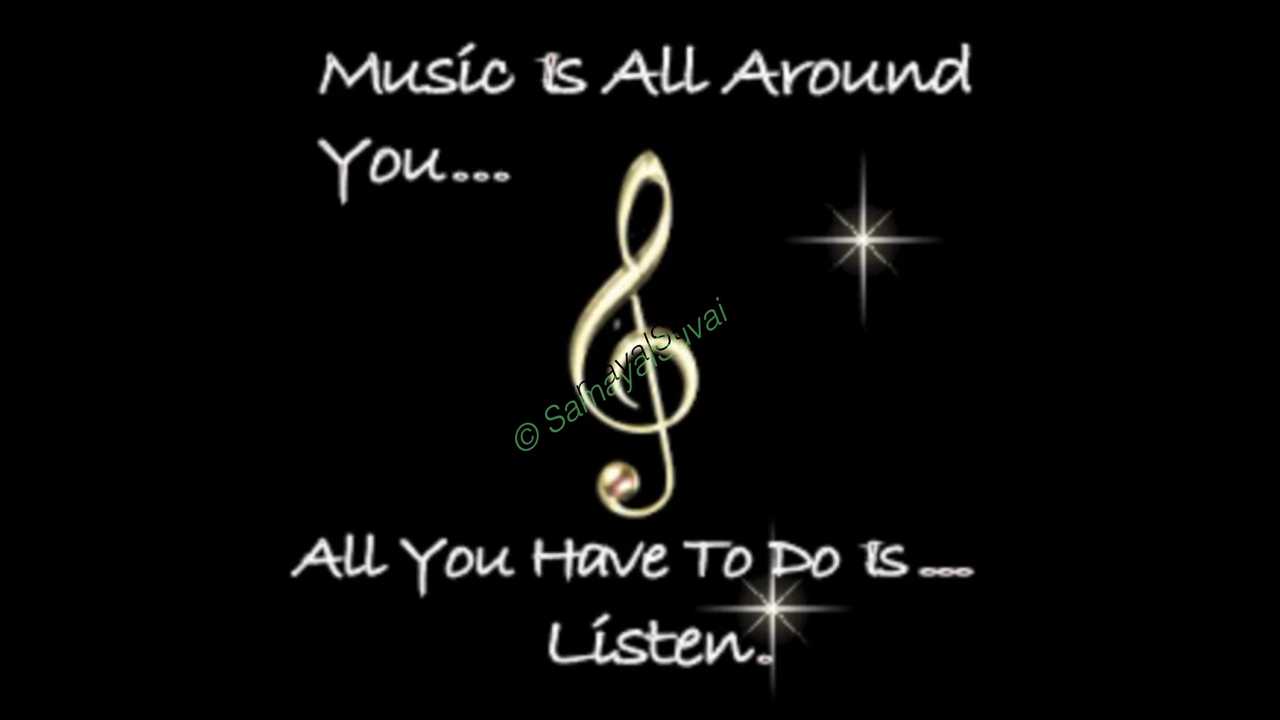 Music Is All Around
You...
© SamayalSuvai
All You Have To Do Is ...
Listen.